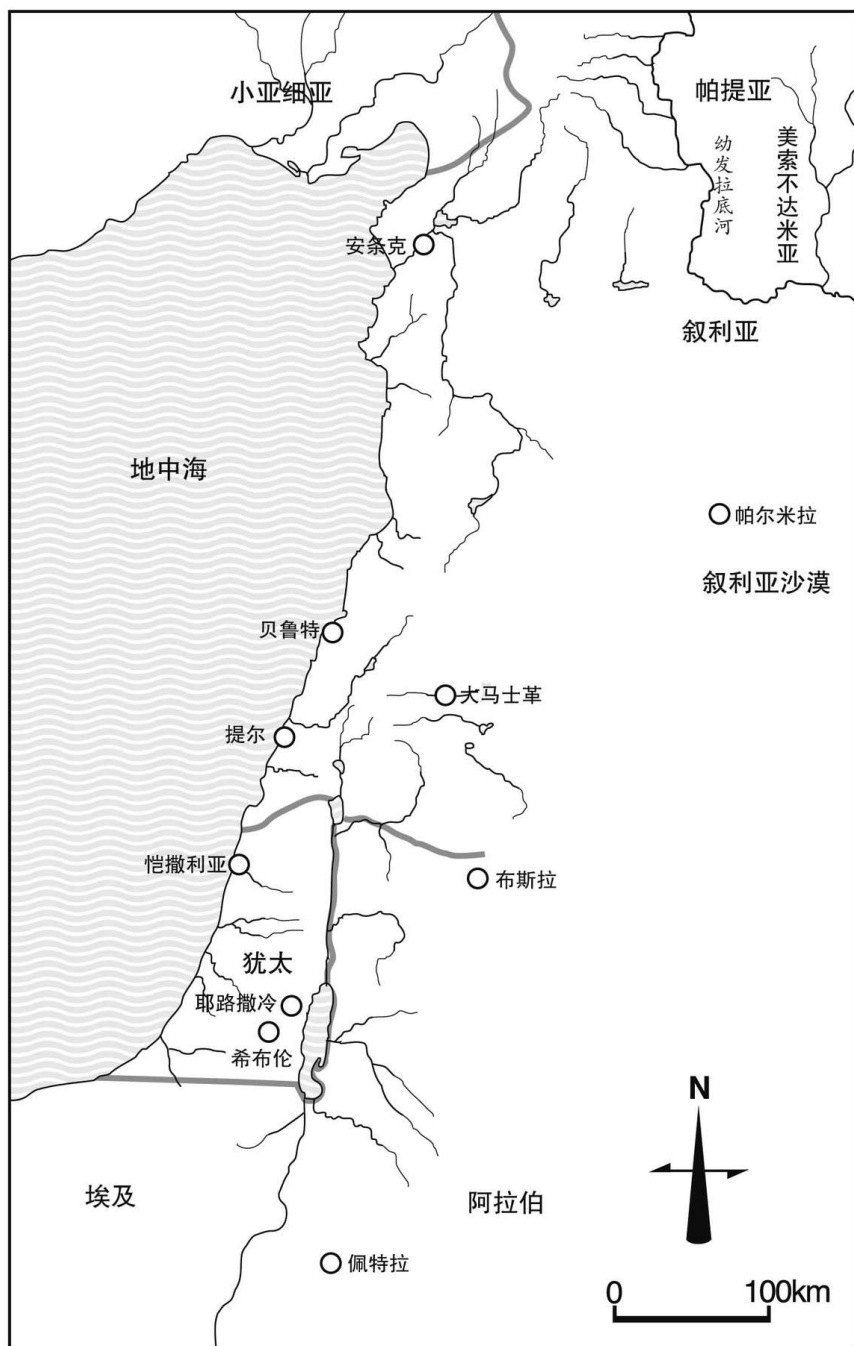 小亚细亚
帕提亚
幼发拉底河
美索不达米亚
安条克
叙利亚
地中海
帕尔米拉
叙利亚沙漠
贝鲁特
大马士革
提尔
恺撒利亚
布斯拉
犹太
耶路撒冷
希布伦
N
埃及
阿拉伯
佩特拉
0 100km